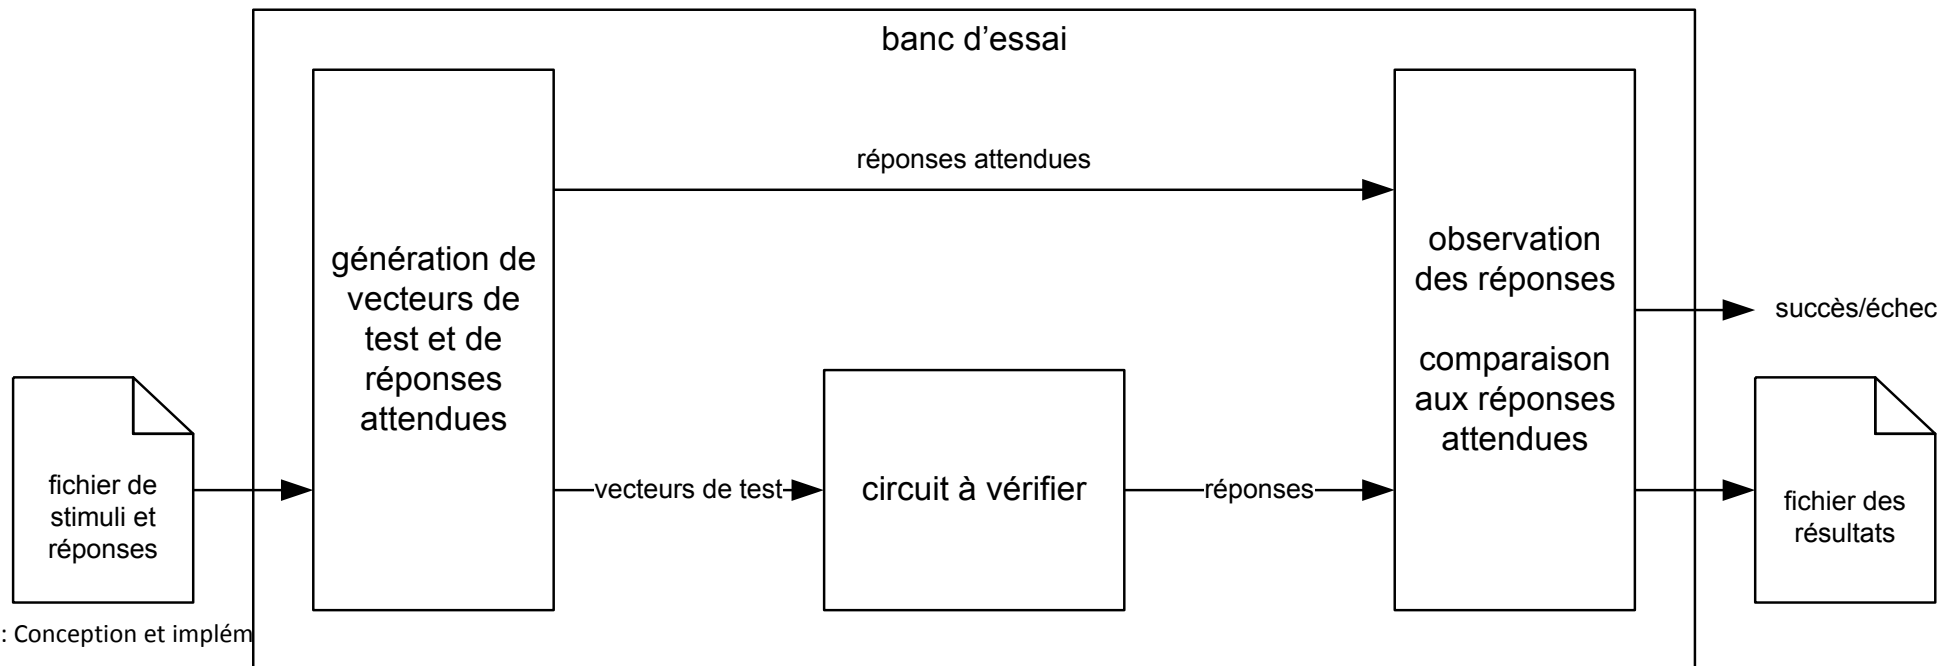 banc d’essai
réponses attendues
génération de
vecteurs de
test et de
réponses
attendues
observation
des réponses
comparaison
aux réponses
attendues
succès/échec
fichier de
stimuli et
réponses
vecteurs de test
circuit à vérifier
réponses
fichier des
résultats
: Conception et implém